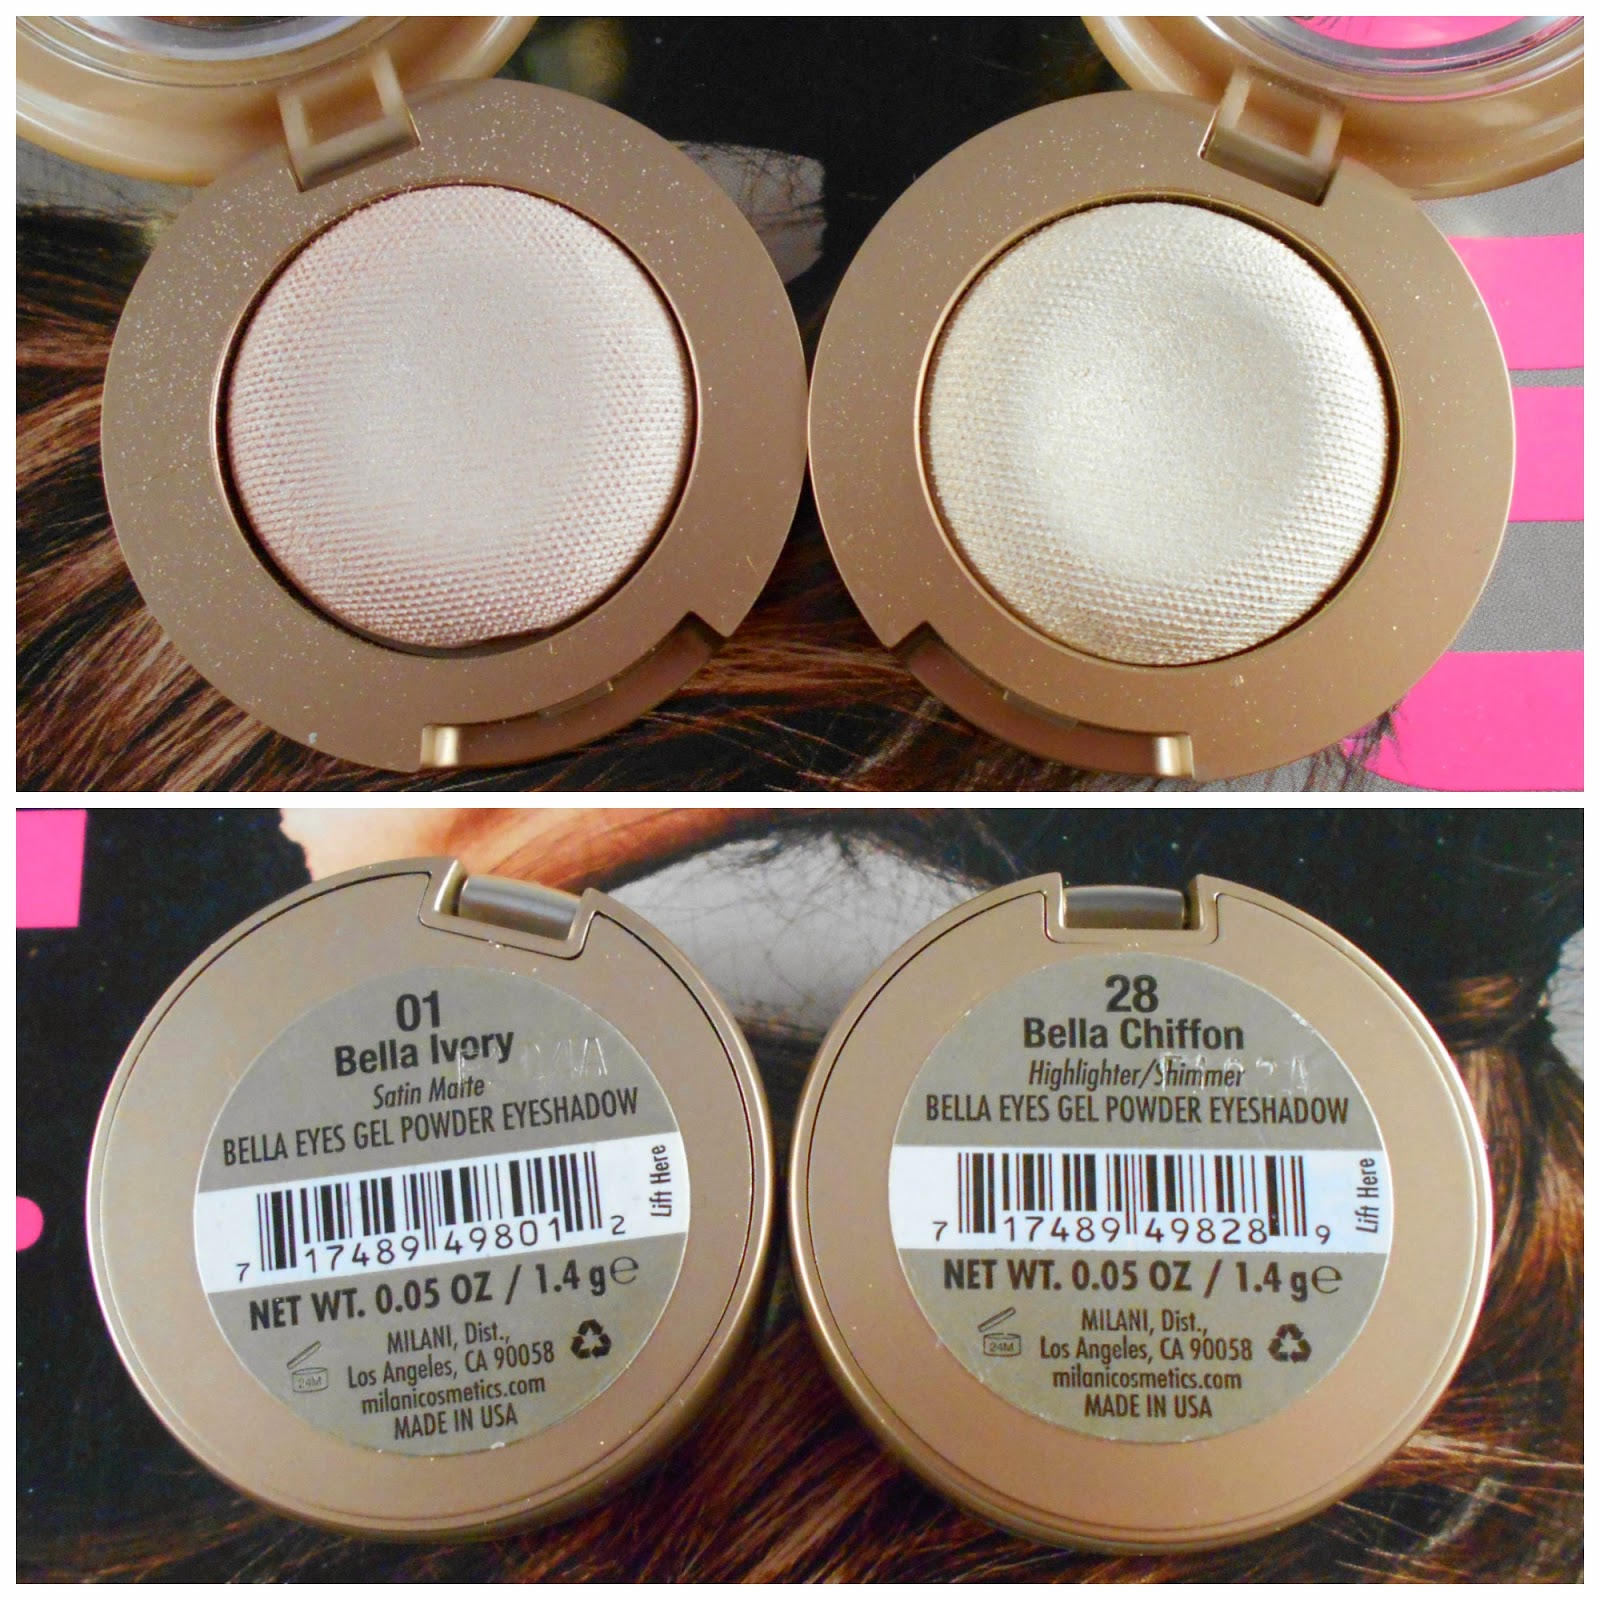 01
Bella Ivory
Satin Matte
BELLA EYES GEL POWDER EYESHADOW
Lift Here
7 17489 49801 2
NET WT. 0.05 OZ / 1.4 g℮
24M
MILANI, Dist.,
Los Angeles, CA 90058
milanicosmetics.com
MADE IN USA
28
Bella Chiffon
Highlighter/Shimmer
BELLA EYES GEL POWDER EYESHADOW
Lift Here
7 17489 49828 9
NET WT. 0.05 OZ / 1.4 g℮
24M
MILANI, Dist.,
Los Angeles, CA 90058
milanicosmetics.com
MADE IN USA